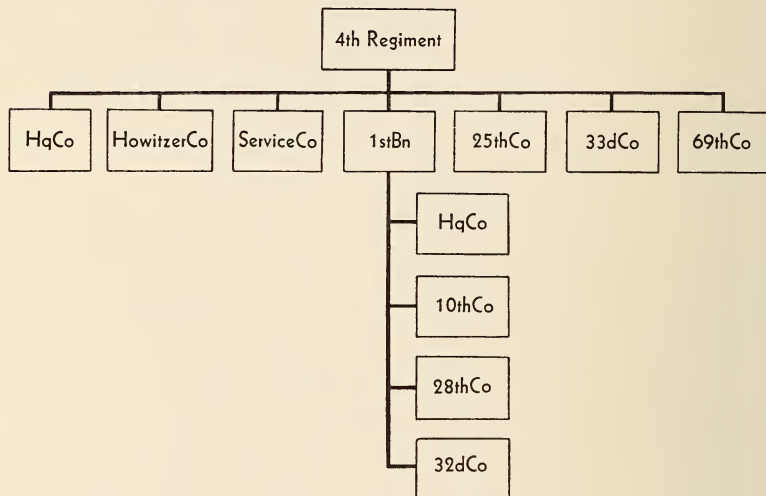 4th Regiment
HqCo
HowitzerCo
ServiceCo
1stBn
25thCo
33dCo
69thCo
HqCo
10thCo
28thCo
32dCo